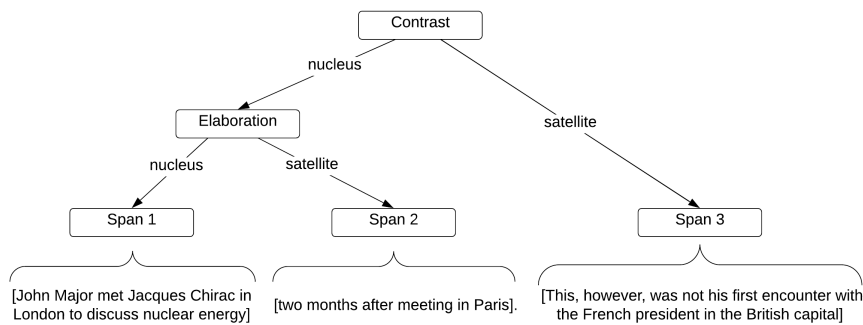 Contrast
nucleus
satellite
Elaboration
nucleus
satellite
Span 1
Span 2
Span 3
[John Major met Jacques Chirac in
London to discuss nuclear energy]
[two months after meeting in Paris].
[This, however, was not his first encounter with
the French president in the British capital]